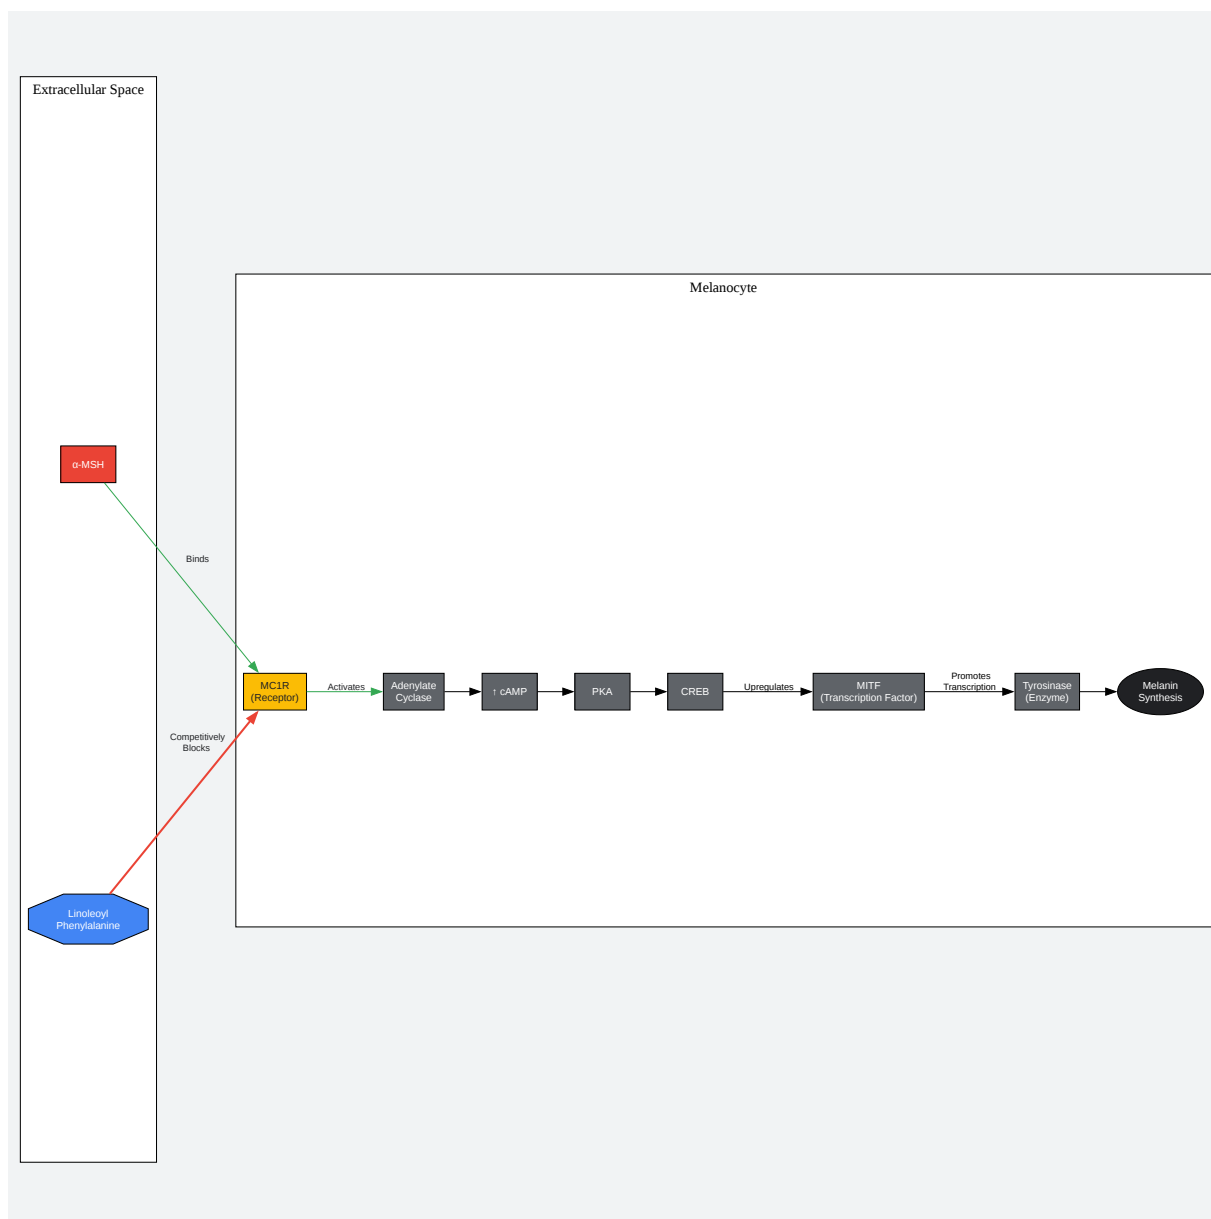 Extracellular Space
Melanocyte
α-MSH
Binds
MC1R
(Receptor)
Activates
Adenylate
Cyclase
↑ cAMP
PKA
CREB
Upregulates
MITF
(Transcription Factor)
Promotes
Transcription
Tyrosinase
(Enzyme)
Melanin
Synthesis
Competitively
Blocks
Linoleoyl
Phenylalanine